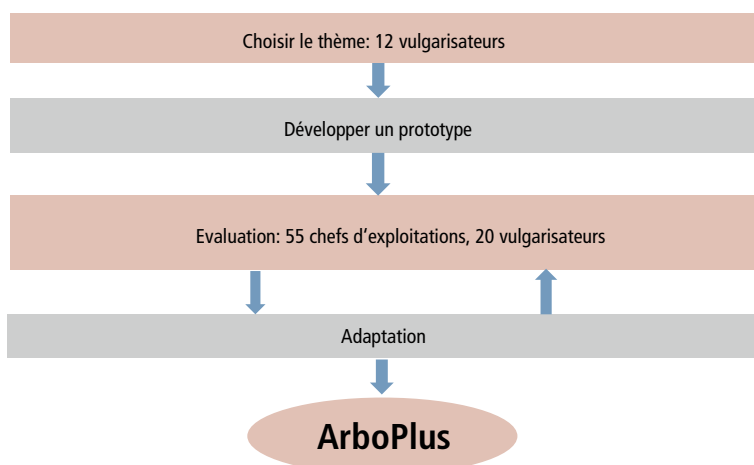 Choisir le thème: 12 vulgarisateurs
Développer un prototype
Evaluation: 55 chefs d’exploitations, 20 vulgarisateurs
Adaptation
ArboPlus